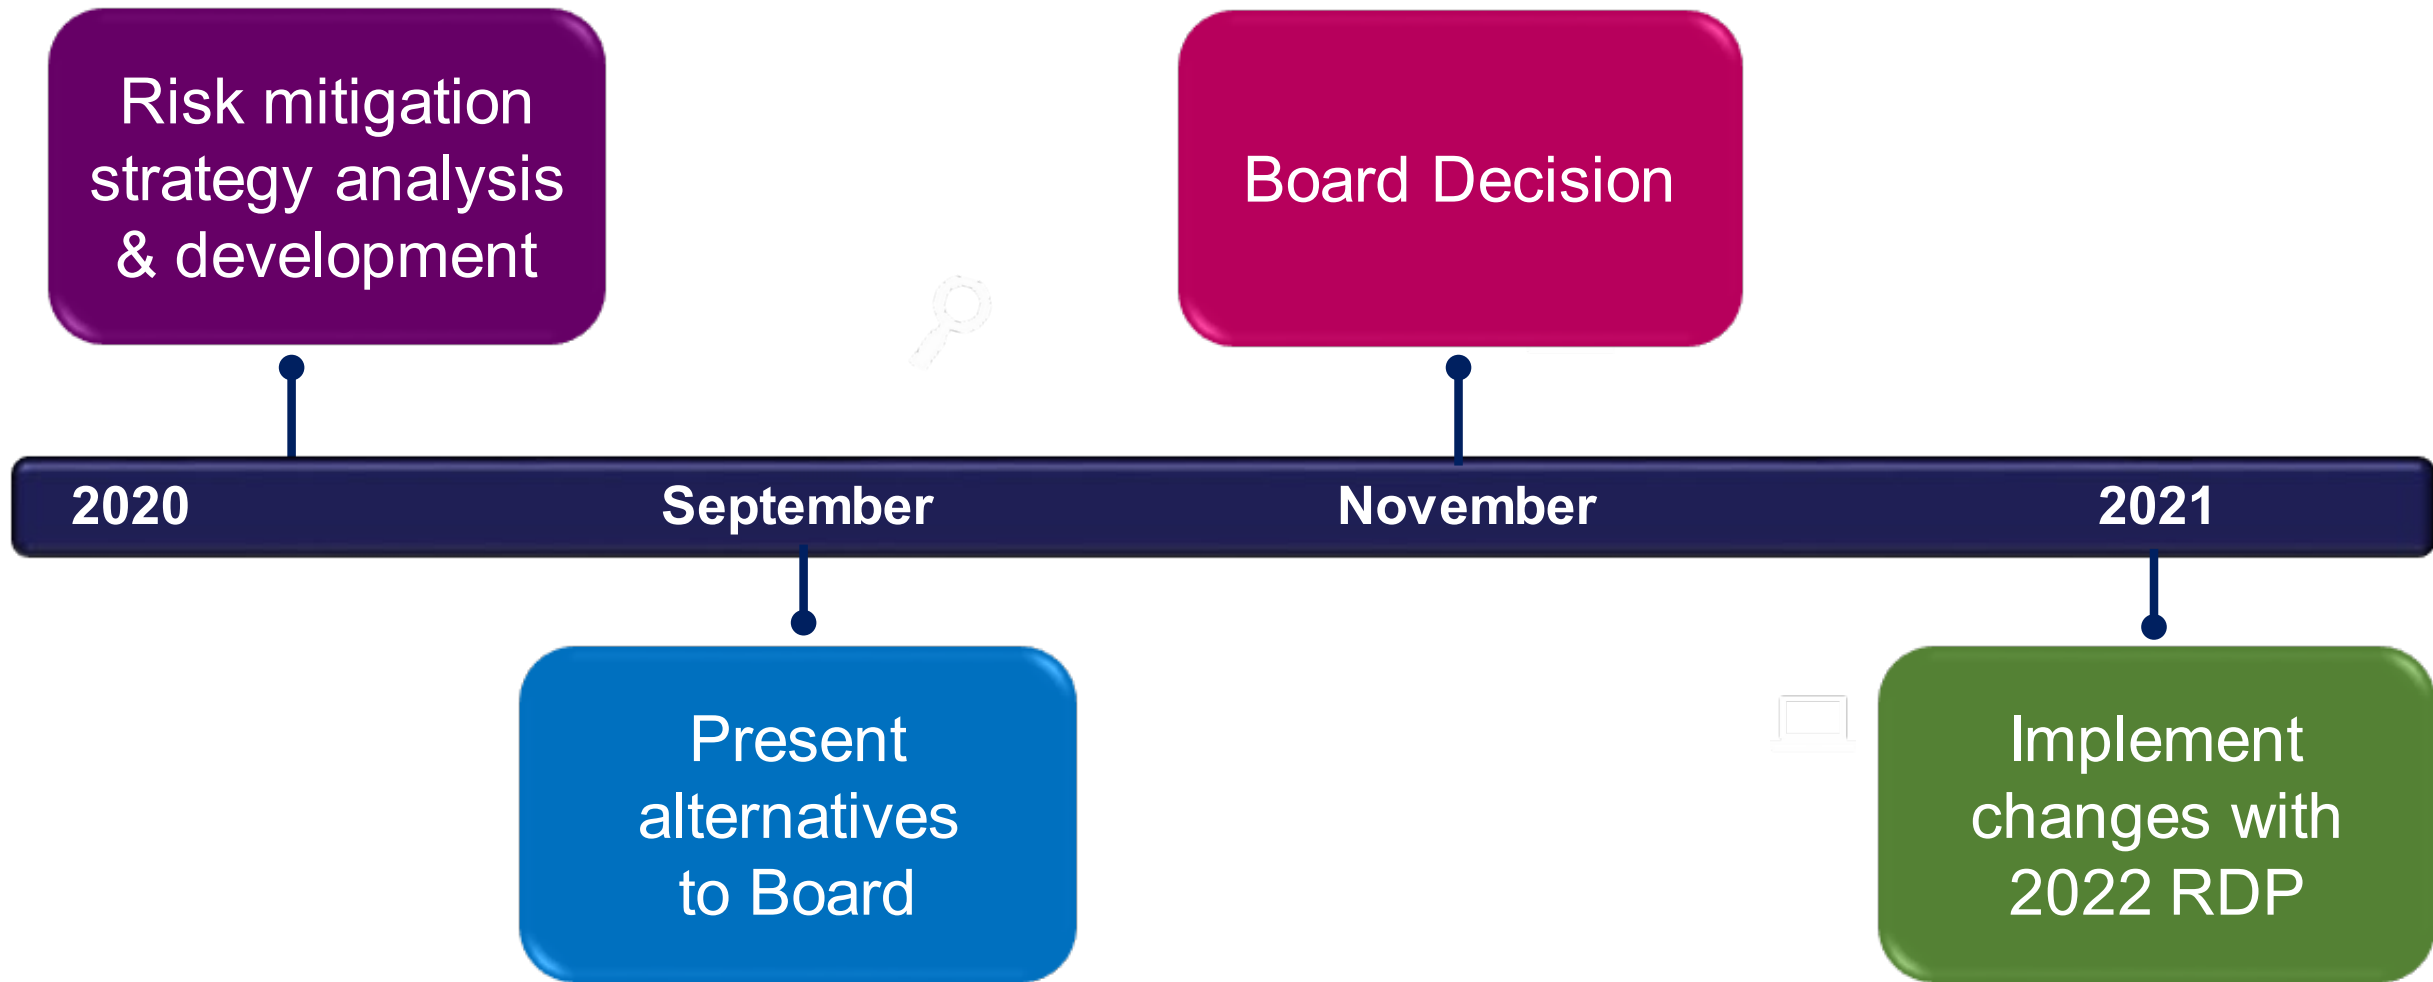 Risk mitigation
strategy analysis
& development
Board Decision
2020
September
November
2021
Present
alternatives
to Board
Implement
changes with
2022 RDP